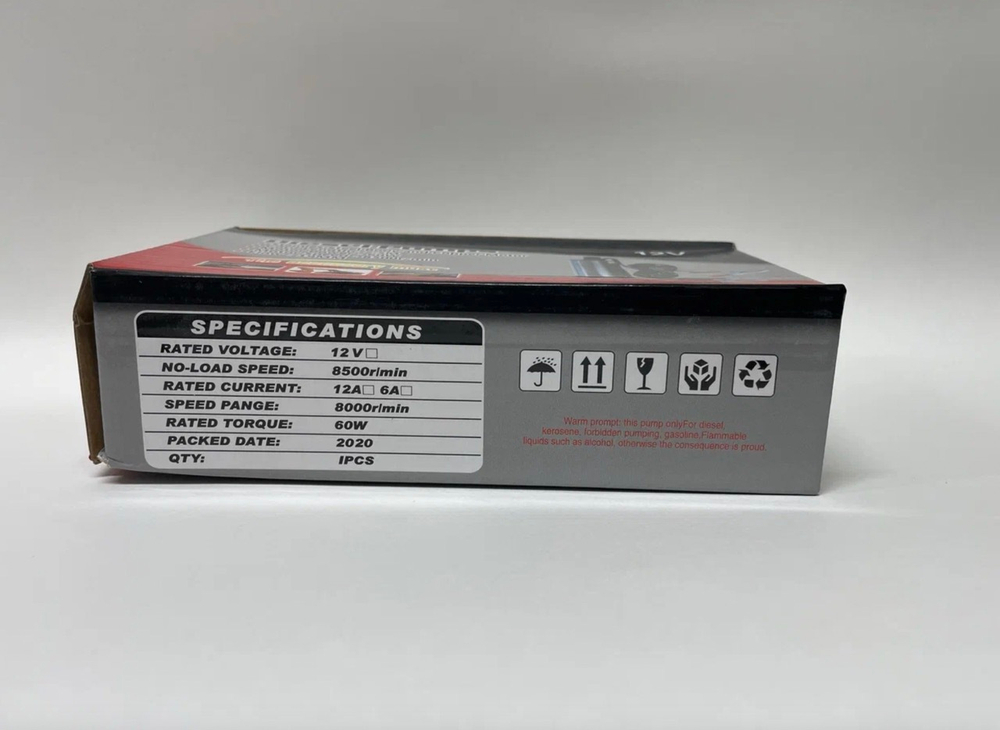 12V
SPECIFICATIONS
RATED VOLTAGE: 12V□
NO-LOAD SPEED: 8500r/min
RATED CURRENT: 12A□ 6A□
SPEED PANGE: 8000r/min
RATED TORQUE: 60W
PACKED DATE: 2020
QTY: IPCS
Warm prompt: this pump onlyFor diesel
kerosene, forbidden pumping, gasoline,Flammable
liquids such as alcohol, otherwise the consequence is proud.